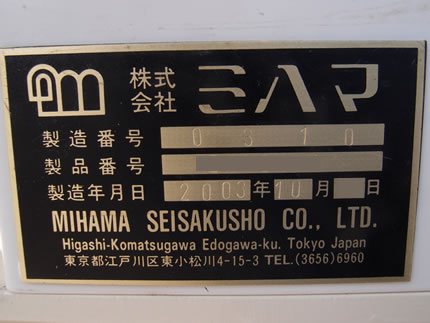 株式会社 ミハマ
製造番号 0310
製品番号
製造年月日 2003年10月 日
MIHAMA SEISAKUSHO CO., LTD.
Higashi-Komatsugawa Edogawa-ku. Tokyo Japan
東京都江戸川区東小松川4-15-3 TEL.(3656)6960